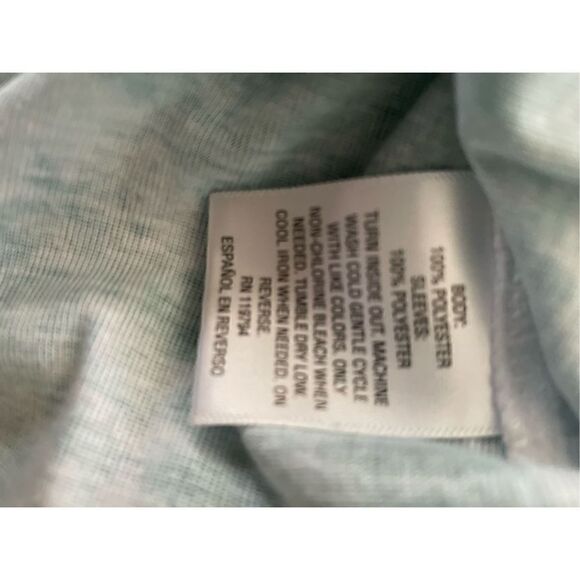 BODY:
100% POLYESTER
SLEEVES:
100% POLYESTER
TURN INSIDE OUT. MACHINE
WASH COLD GENTLE CYCLE
WITH LIKE COLORS. ONLY
NON-CHLORINE BLEACH WHEN
NEEDED. TUMBLE DRY LOW.
COOL IRON WHEN NEEDED. ON
REVERSE.
RN 119794
ESPAÑOL EN REVERSO